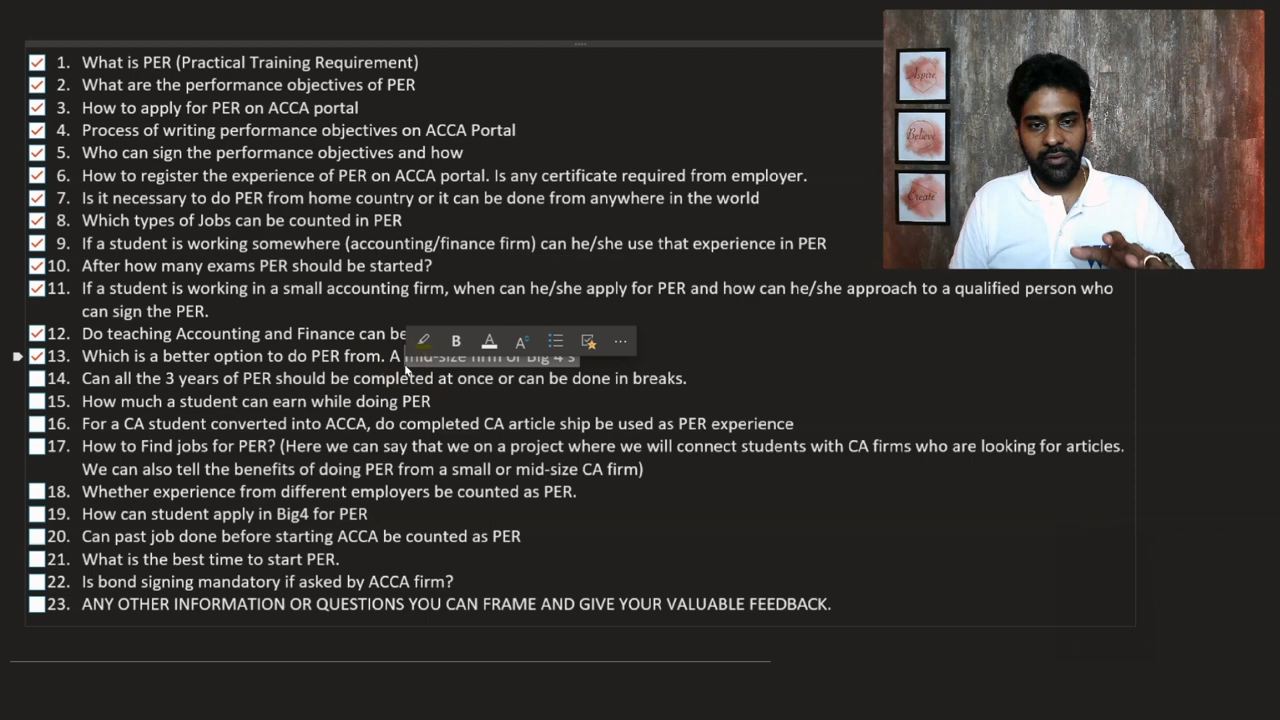 1. What is PER (Practical Training Requirement)
2. What are the performance objectives of PER
3. How to apply for PER on ACCA portal
4. Process of writing performance objectives on ACCA Portal
5. Who can sign the performance objectives and how
6. How to register the experience of PER on ACCA portal. Is any certificate required from employer.
7. Is it necessary to do PER from home country or it can be done from anywhere in the world
8. Which types of Jobs can be counted in PER
9. If a student is working somewhere (accounting/finance firm) can he/she use that experience in PER
10. After how many exams PER should be started?
11. If a student is working in a small accounting firm, when can he/she apply for PER and how can he/she approach to a qualified person who
can sign the PER.
12. Do teaching Accounting and Finance can be
13. Which is a better option to do PER from. A mid-size firm or Big 4's
14. Can all the 3 years of PER should be completed at once or can be done in breaks.
15. How much a student can earn while doing PER
16. For a CA student converted into ACCA, do completed CA article ship be used as PER experience
17. How to Find jobs for PER? (Here we can say that we on a project where we will connect students with CA firms who are looking for articles.
We can also tell the benefits of doing PER from a small or mid-size CA firm)
18. Whether experience from different employers be counted as PER.
19. How can student apply in Big4 for PER
20. Can past job done before starting ACCA be counted as PER
21. What is the best time to start PER.
22. Is bond signing mandatory if asked by ACCA firm?
23. ANY OTHER INFORMATION OR QUESTIONS YOU CAN FRAME AND GIVE YOUR VALUABLE FEEDBACK.
B A A
Aspire
Believe
Create